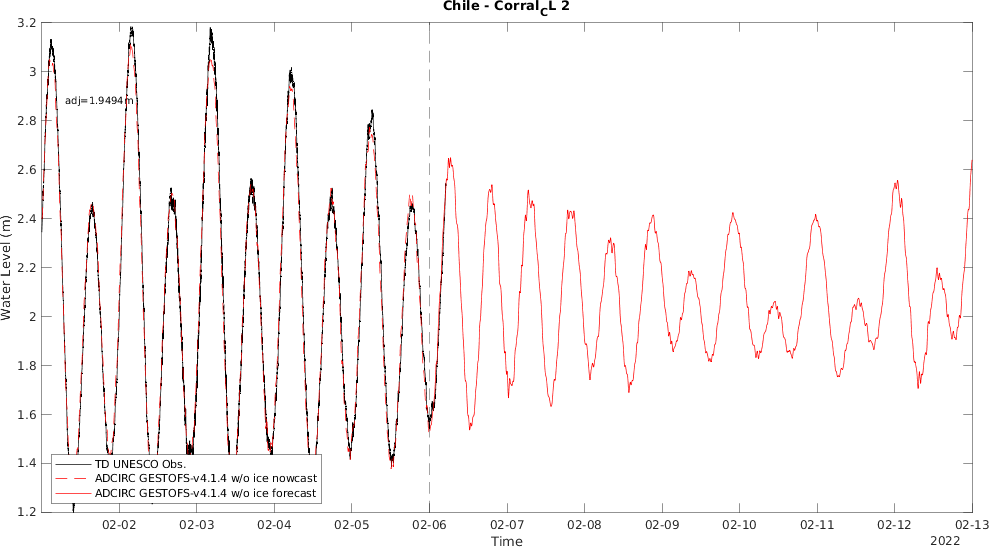 Chile - Corral_CL 2
3.2
3
2.8
2.6
2.4
2.2
2
1.8
1.6
1.4
1.2
Water Level (m)
adj=1.9494 m
TD UNESCO Obs.
ADCIRC GESTOFS-v4.1.4 w/o ice nowcast
ADCIRC GESTOFS-v4.1.4 w/o ice forecast
02-02 02-03 02-04 02-05 02-06 02-07 02-08 02-09 02-10 02-11 02-12 02-13
Time
2022